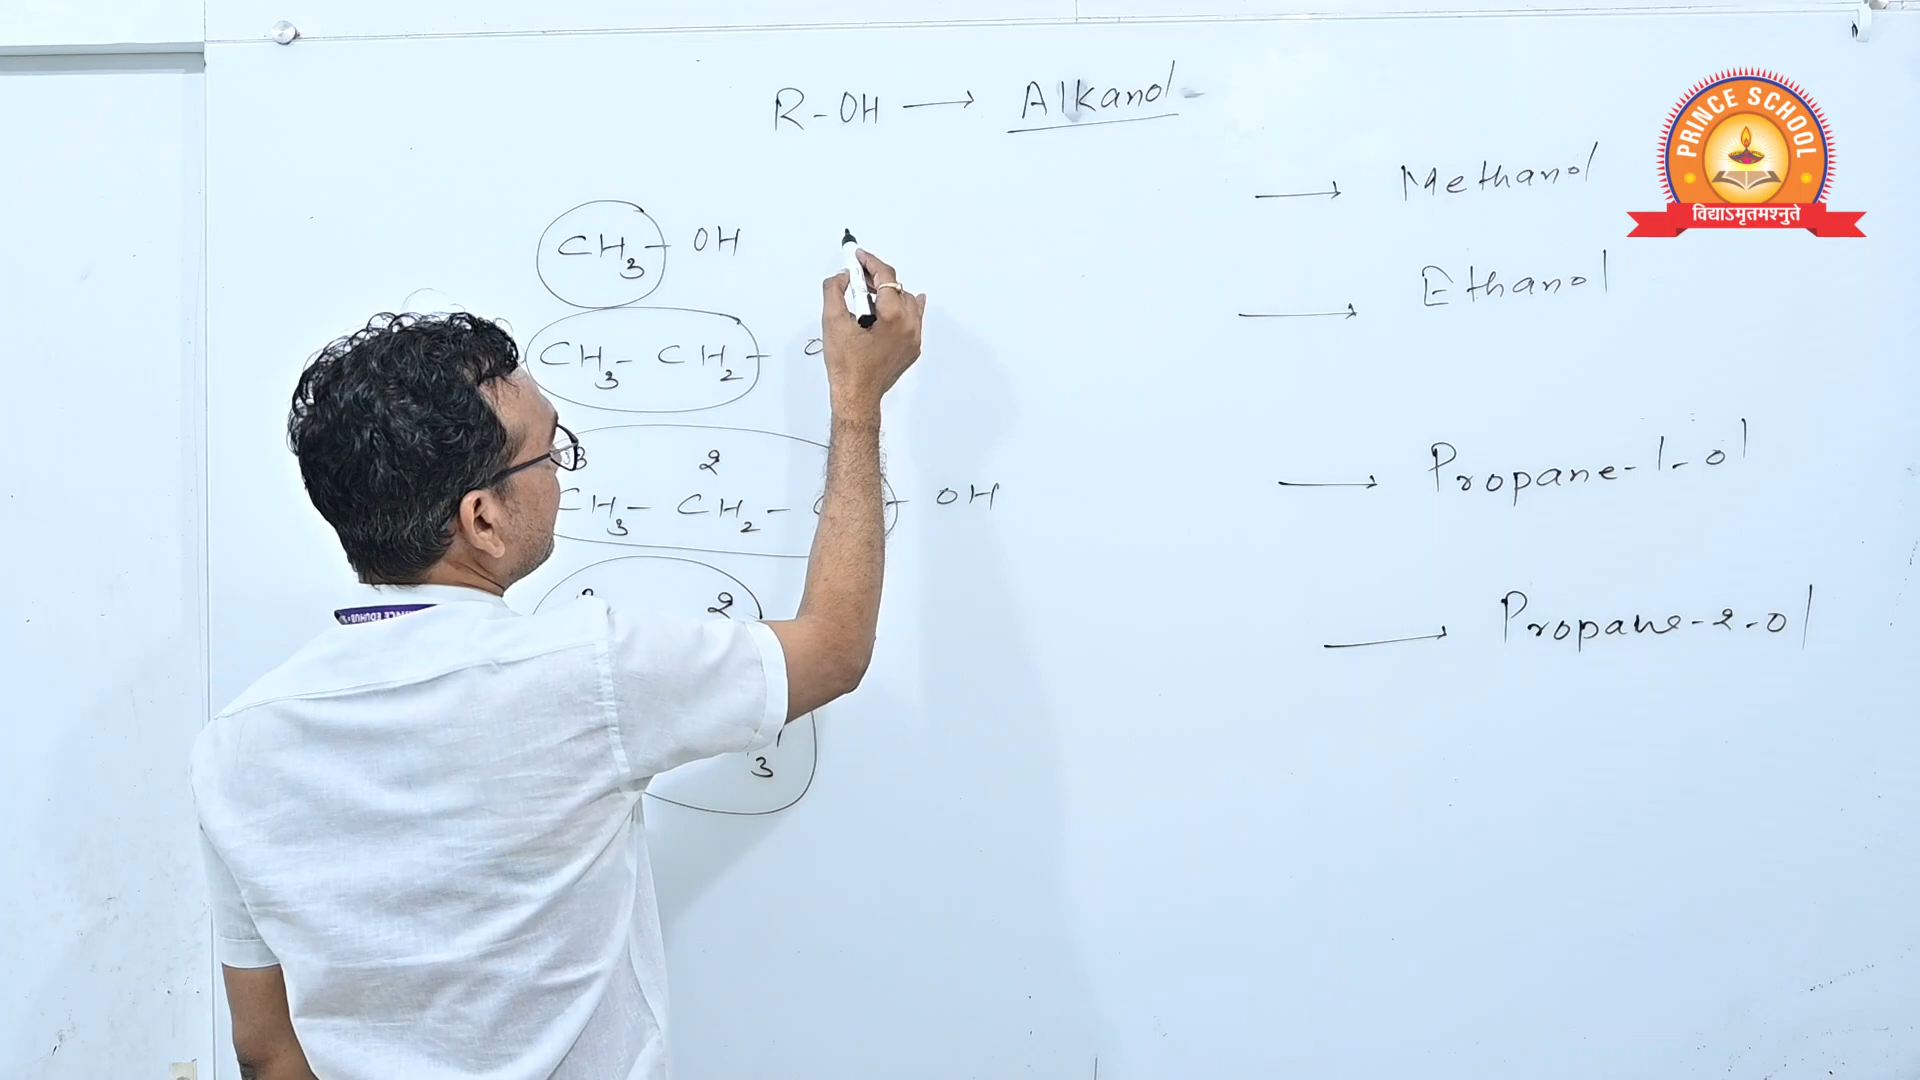 R-OH → Alkanol
PRINCE SCHOOL
विद्याऽमृतमश्नुते
CH3- OH → Methanol
CH3- CH2- → Ethanol
2
CH3- CH2- - OH → Propane-1-ol
2
→ Propane-2-ol
3